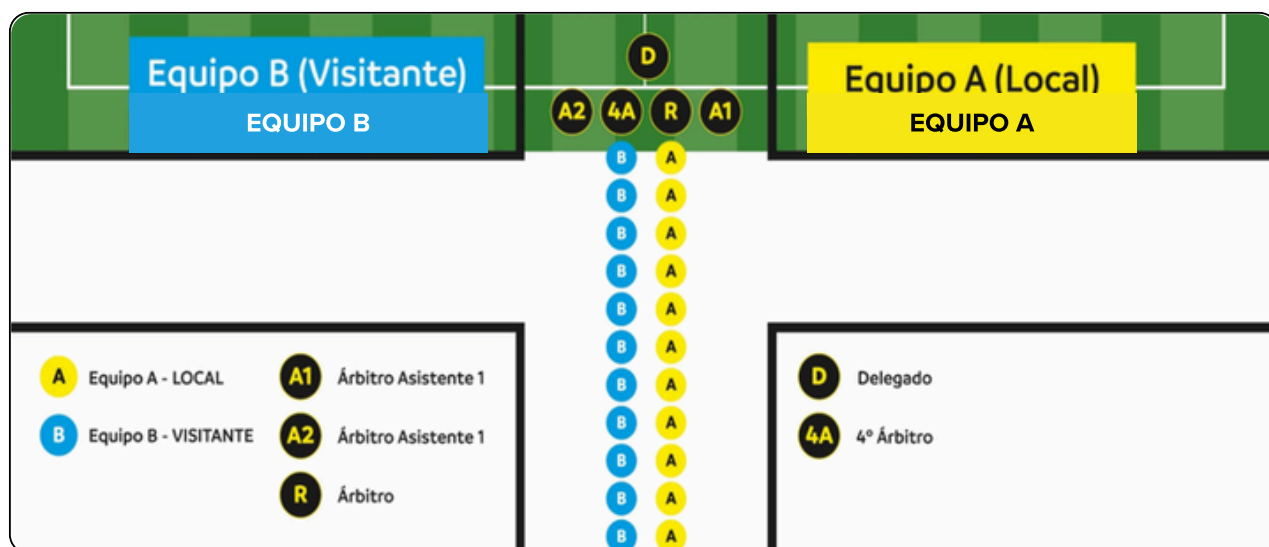 D
Equipo B (Visitante)
Equipo A (Local)
EQUIPO B
A2 4A R A1
EQUIPO A
B A
B A
B A
B A
B A
B A
B A
B A
B A
B A
B A
A Equipo A - LOCAL
A1 Árbitro Asistente 1
D Delegado
B Equipo B - VISITANTE
A2 Árbitro Asistente 1
4A 4º Árbitro
R Árbitro